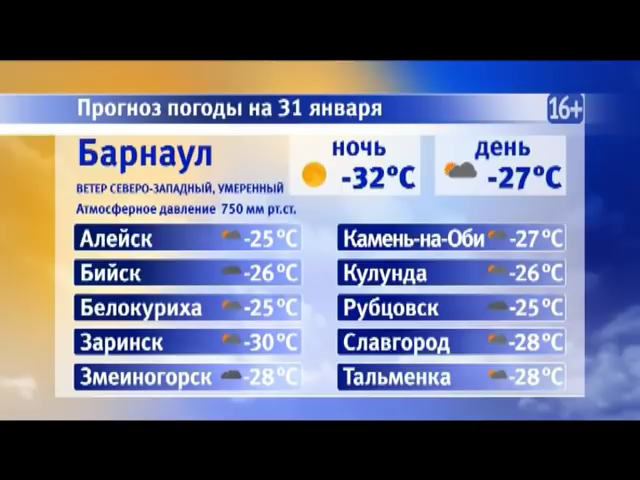 Прогноз погоды на 31 января 16+
Барнаул
ночь -32°C
день -27°C
ВЕТЕР СЕВЕРО-ЗАПАДНЫЙ, УМЕРЕННЫЙ
Атмосферное давление 750 мм рт.ст.
Алейск -25°C
Бийск -26°C
Белокуриха -25°C
Заринск -30°C
Змеиногорск -28°C
Камень-на-Оби -27°C
Кулунда -26°C
Рубцовск -25°C
Славгород -28°C
Тальменка -28°C